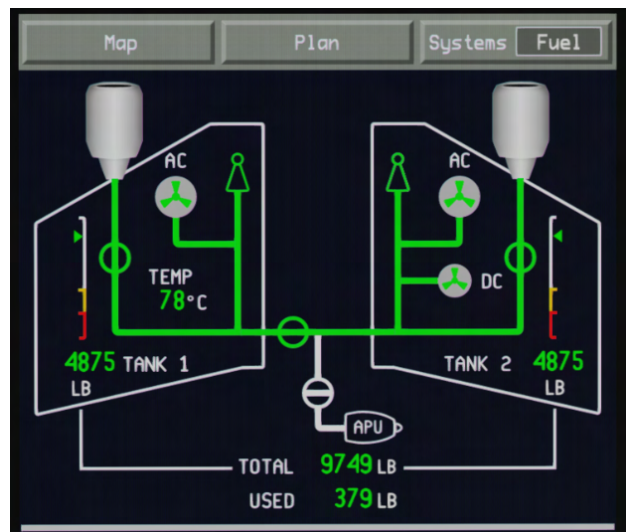 Map Plan Systems Fuel
AC AC
TEMP
78°C
DC
4875 TANK 1 TANK 2 4875
LB LB
APU
TOTAL 9749 LB
USED 379 LB